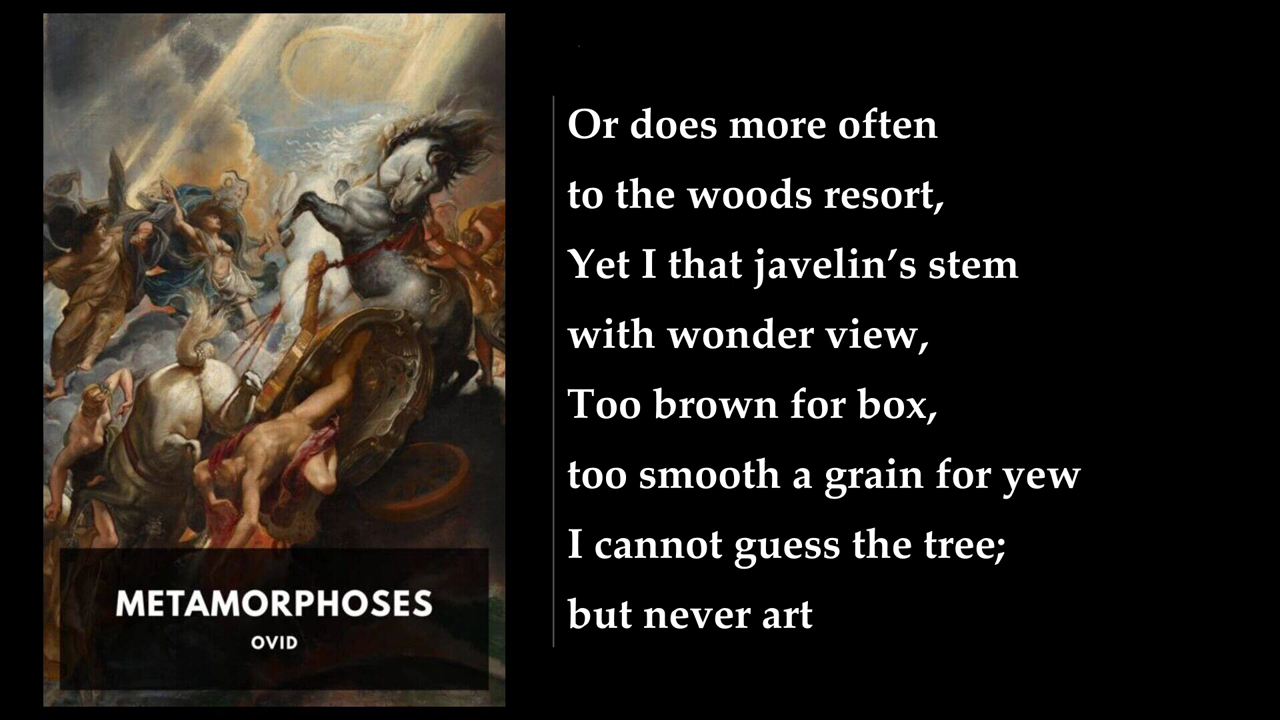 METAMORPHOSES
OVID
Or does more often
to the woods resort,
Yet I that javelin’s stem
with wonder view,
Too brown for box,
too smooth a grain for yew
I cannot guess the tree;
but never art